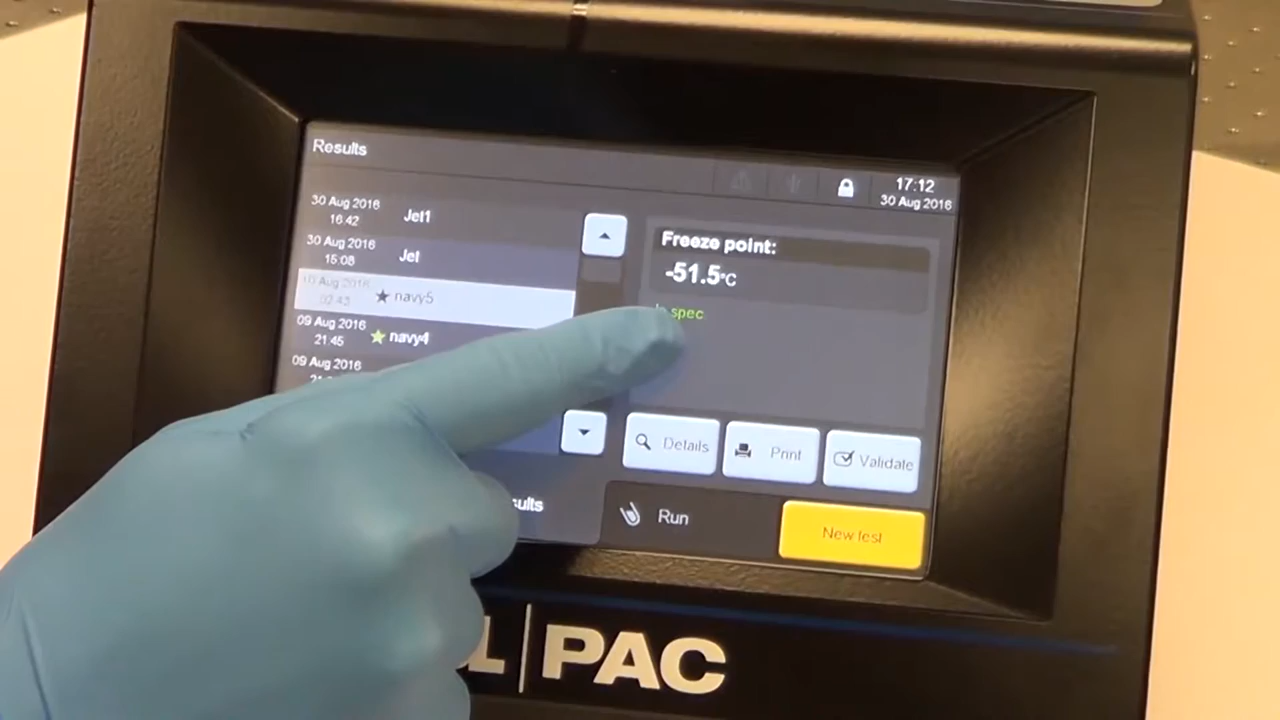 Results
17:12
30 Aug 2016
30 Aug 2016
16:42
Jet1
30 Aug 2016
15:08
Jet
10 Aug 2016
02:43
navy5
09 Aug 2016
21:45
navy4
09 Aug 2016
Freeze point:
-51.5°C
spec
Details
Print
Validate
Run
New test
PAC